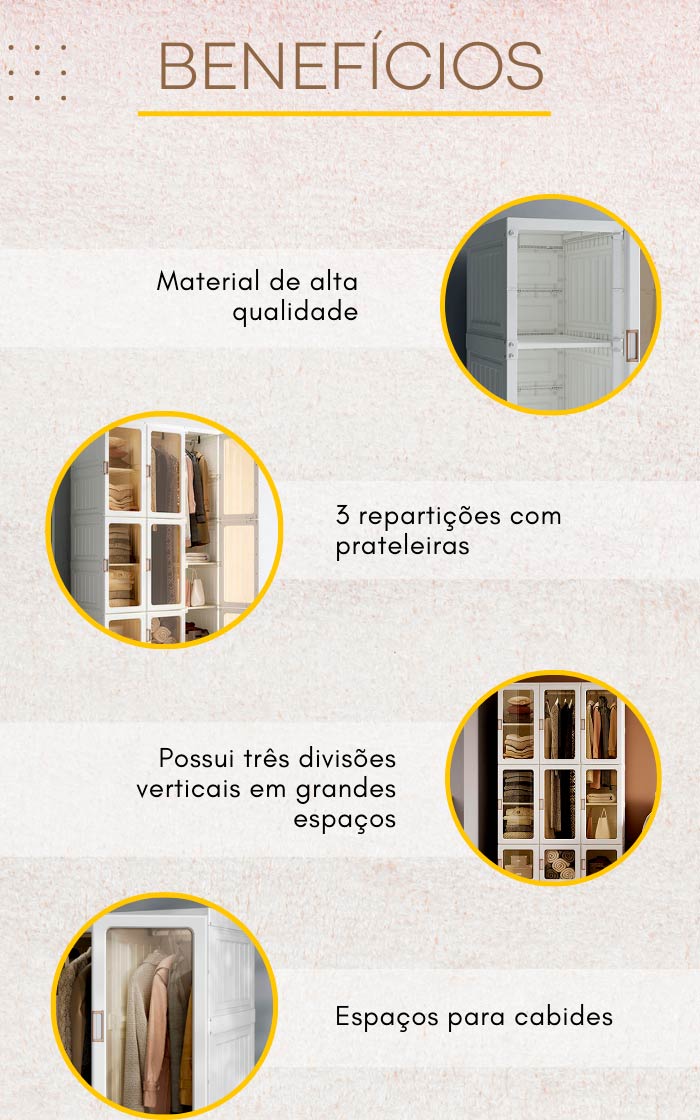 BENEFÍCIOS
Material de alta
qualidade
3 repartições com
prateleiras
Possui três divisões
verticais em grandes
espaços
Espaços para cabides